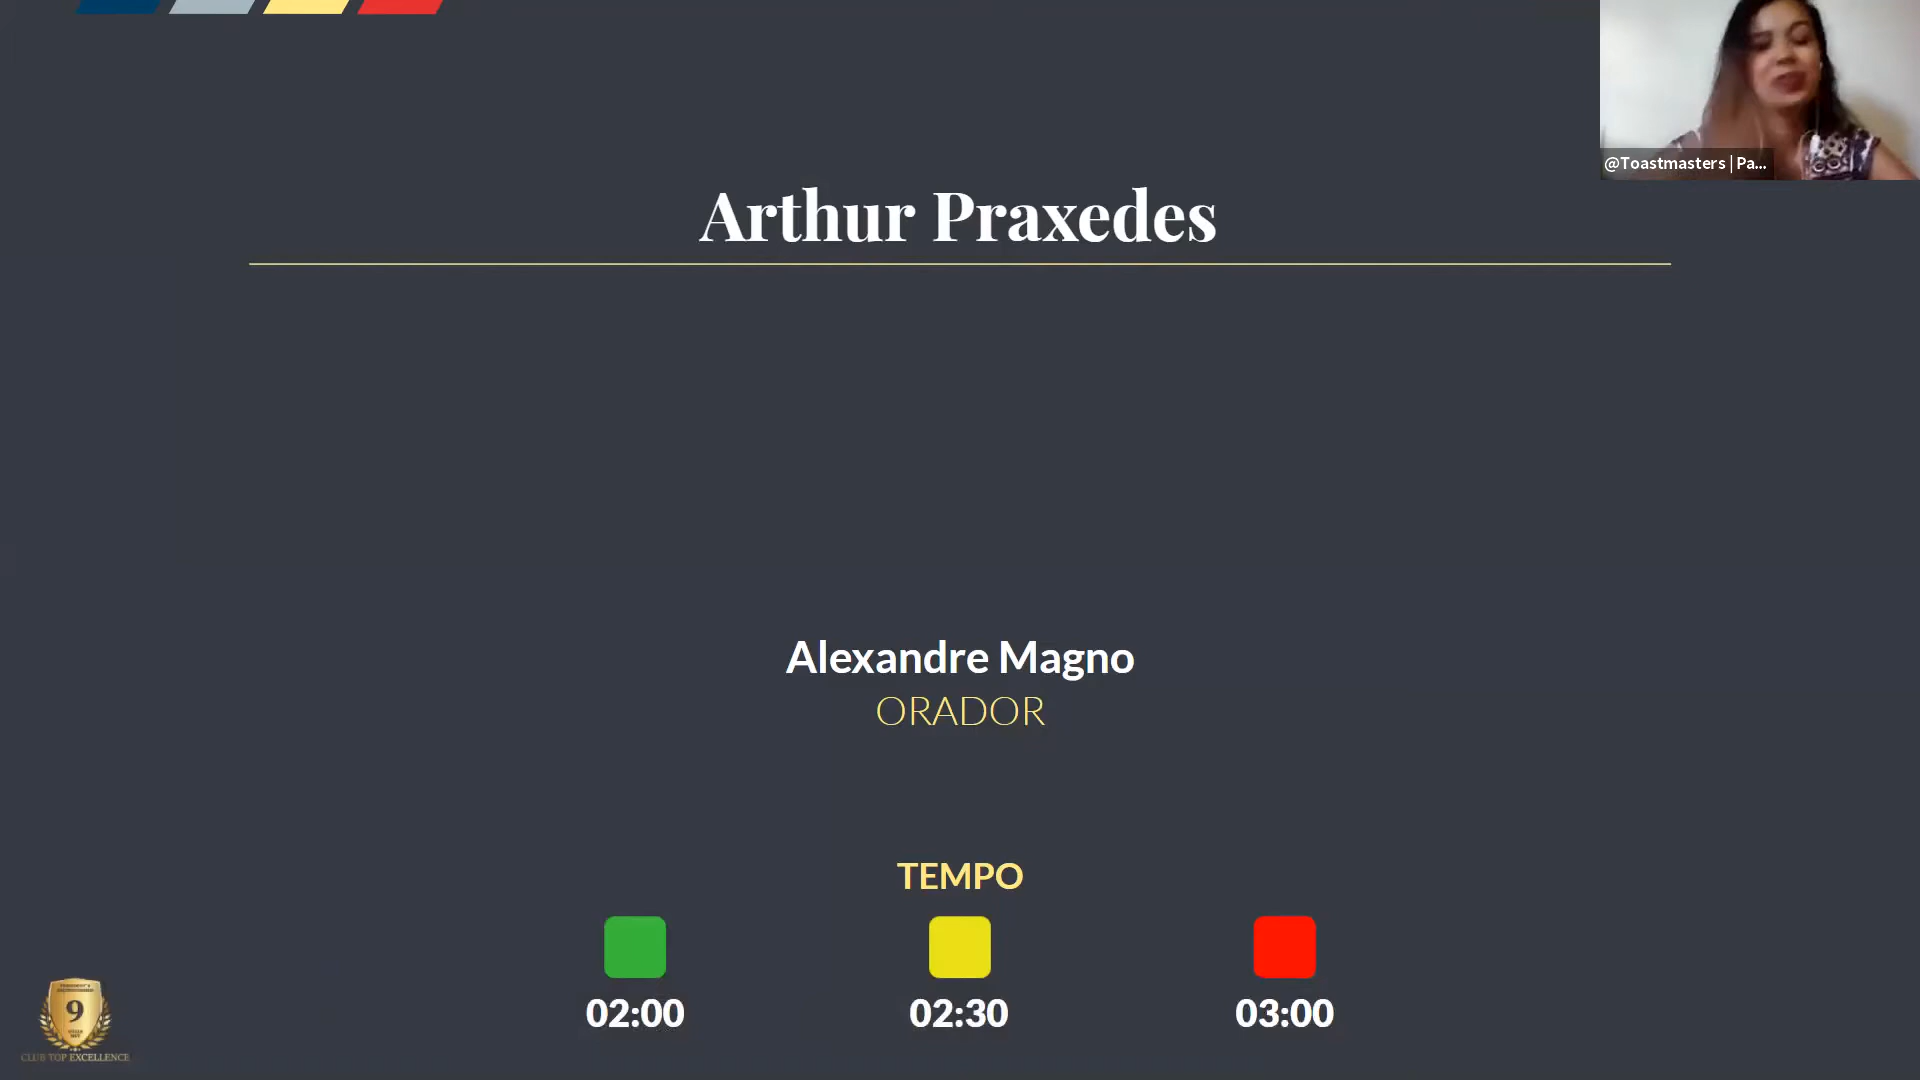 @Toastmasters | Pa...
Arthur Praxedes
Alexandre Magno
ORADOR
TEMPO
02:00 02:30 03:00
9
CLUB TOP EXCELLENCE